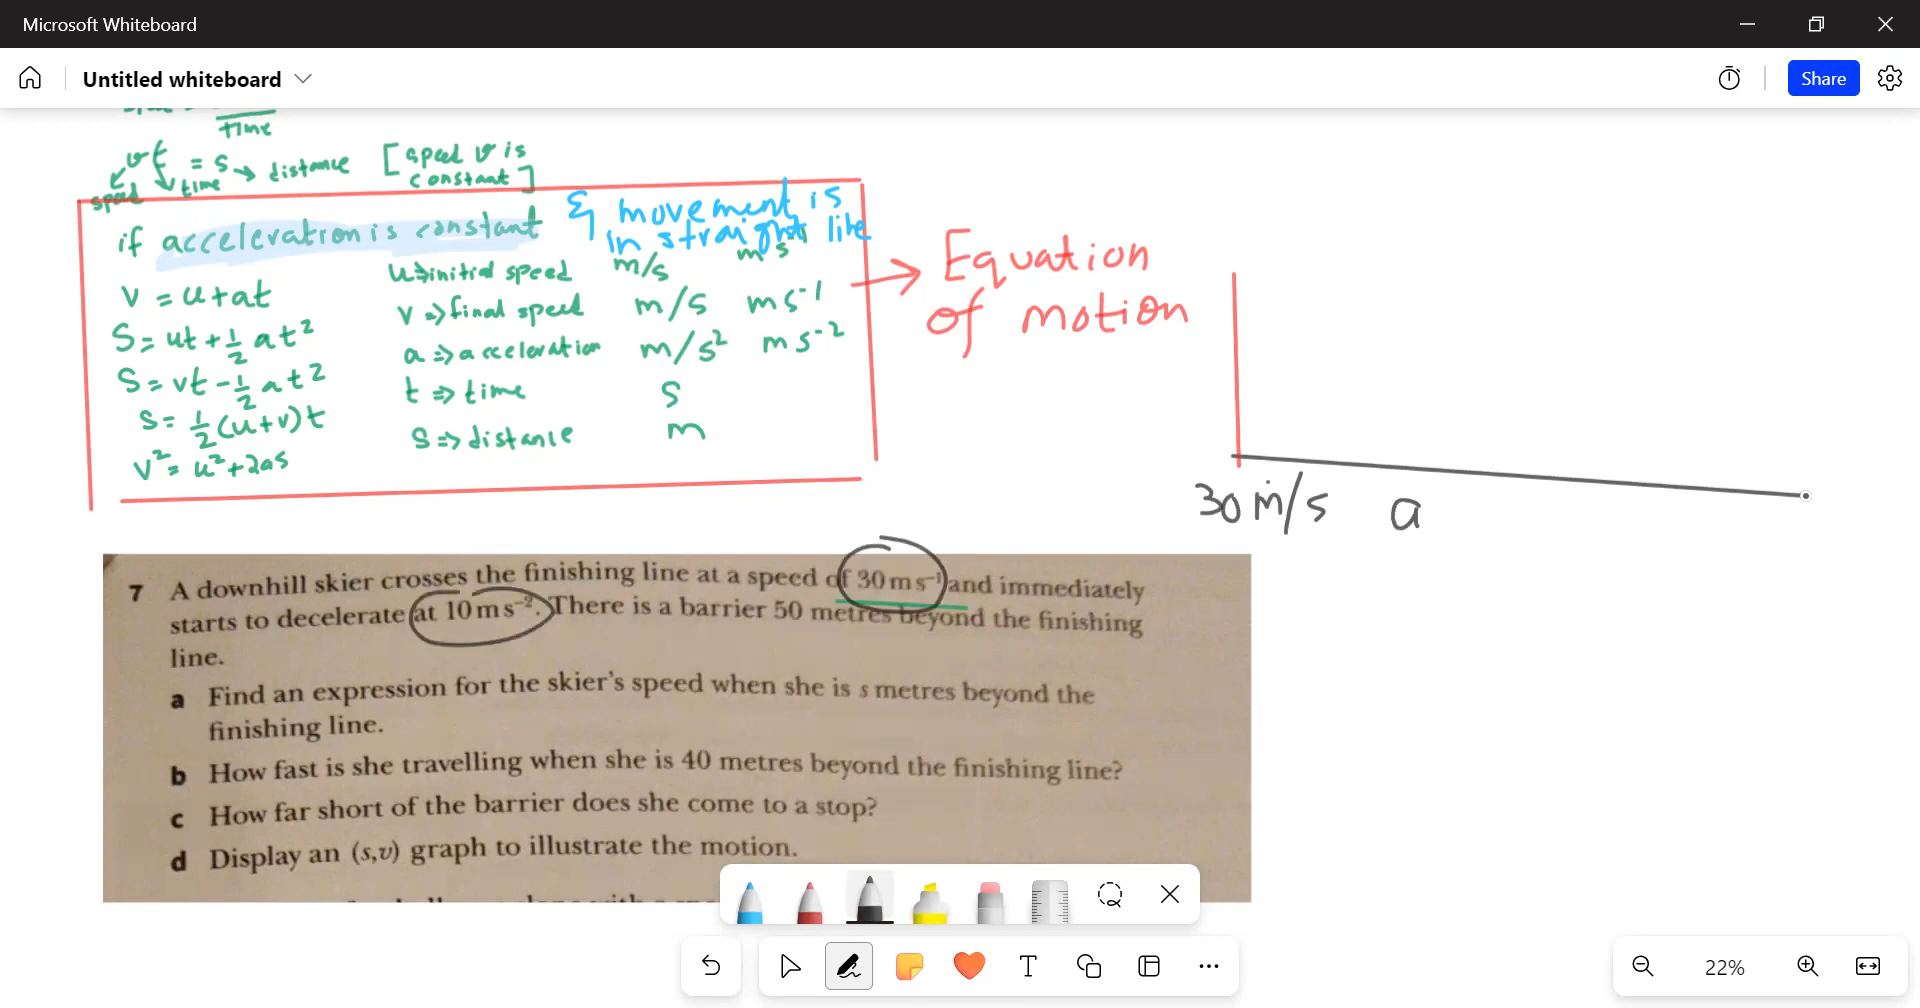 Microsoft Whiteboard
Untitled whiteboard
Share
time
vt = s → distance [speed v is
constant]
speed time
if acceleration is constant & movement is
in straight line
u ⇒ initial speed m/s ms⁻¹
v = u+at
v ⇒ final speed m/s ms⁻¹
S = ut + 1/2 at²
a ⇒ acceleration m/s² ms⁻²
S = vt - 1/2 at²
t ⇒ time S
s = 1/2 (u+v)t
S ⇒ distance m
v² = u² + 2as
→ Equation
of motion
30 m/s a
7 A downhill skier crosses the finishing line at a speed of 30 m s⁻¹ and immediately
starts to decelerate at 10 m s⁻². There is a barrier 50 metres beyond the finishing
line.
a Find an expression for the skier's speed when she is s metres beyond the
finishing line.
b How fast is she travelling when she is 40 metres beyond the finishing line?
c How far short of the barrier does she come to a stop?
d Display an (s,v) graph to illustrate the motion.
22%